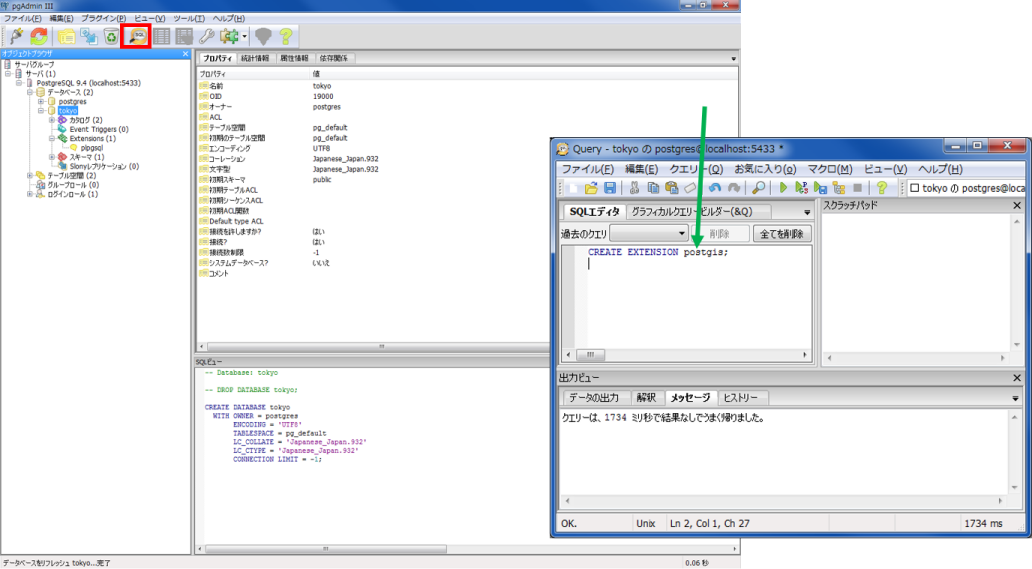 pgAdmin III
ファイル(F) 編集(E) プラグイン(P) ビュー(V) ツール(T) ヘルプ(H)
SQL
オブジェクトブラウザ
サーバグループ
サーバ (1)
PostgreSQL 9.4 (localhost:5433)
データベース (2)
postgres
tokyo
カタログ (2)
Event Triggers (0)
Extensions (1)
plpgsql
スキーマ (1)
Slonyレプリケーション (0)
テーブル空間 (2)
グループロール (0)
ログインロール (1)
プロパティ 統計情報 属性情報 依存関係
プロパティ 値
名前 tokyo
OID 19000
オーナー postgres
ACL
テーブル空間 pg_default
初期のテーブル空間 pg_default
エンコーディング UTF8
コーレーション Japanese_Japan.932
文字型 Japanese_Japan.932
初期スキーマ public
初期テーブルACL
初期シーケンスACL
初期ACL関数
Default type ACL
接続を許しますか? はい
接続? はい
接続数制限 -1
システムデータベース? いいえ
コメント
SQLビュー
-- Database: tokyo
-- DROP DATABASE tokyo;
CREATE DATABASE tokyo
WITH OWNER = postgres
ENCODING = 'UTF8'
TABLESPACE = pg_default
LC_COLLATE = 'Japanese_Japan.932'
LC_CTYPE = 'Japanese_Japan.932'
CONNECTION LIMIT = -1;
データベースをリフレッシュ tokyo...完了 0.06 秒
Query - tokyo の postgres@localhost:5433 *
ファイル(F) 編集(E) クエリー(Q) お気に入り(o) マクロ(M) ビュー(V) ヘルプ(H)
tokyo の postgres@loca
SQLエディタ グラフィカルクエリービルダー(&Q)
過去のクエリ 削除 全てを削除
CREATE EXTENSION postgis;
スクラッチパッド
出力ビュー
データの出力 解釈 メッセージ ヒストリー
クエリーは、1734 ミリ秒で結果なしでうまく帰りました。
OK. Unix Ln 2, Col 1, Ch 27 1734 ms